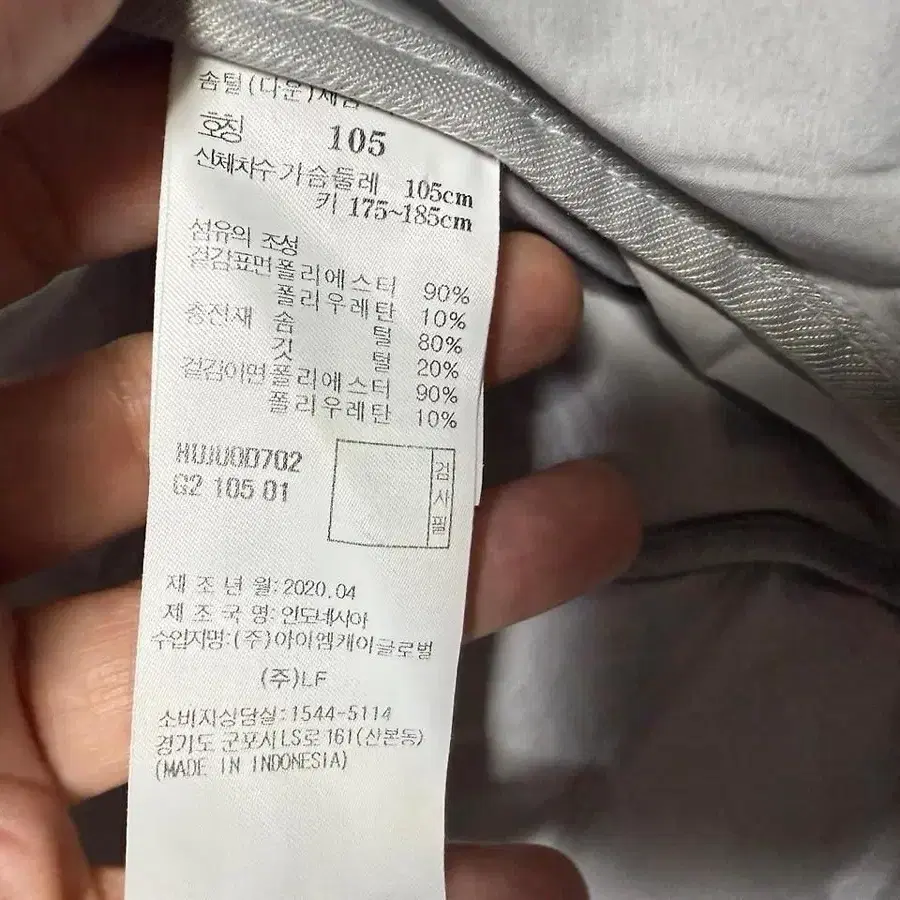 솜털(다운)제품
호칭 105
신체치수 가슴둘레 105cm
키 175~185cm
섬유의 조성
겉감표면 폴리에스터 90%
폴리우레탄 10%
충전재 솜털 80%
깃털 20%
겉감이면 폴리에스터 90%
폴리우레탄 10%
HUJU0D702
G2 105 01
검사필
제조년월: 2020.04
제조국명: 인도네시아
수입자명: (주)아이엠케이글로벌
(주)LF
소비자상담실: 1544-5114
경기도 군포시 LS로 161(산본동)
(MADE IN INDONESIA)